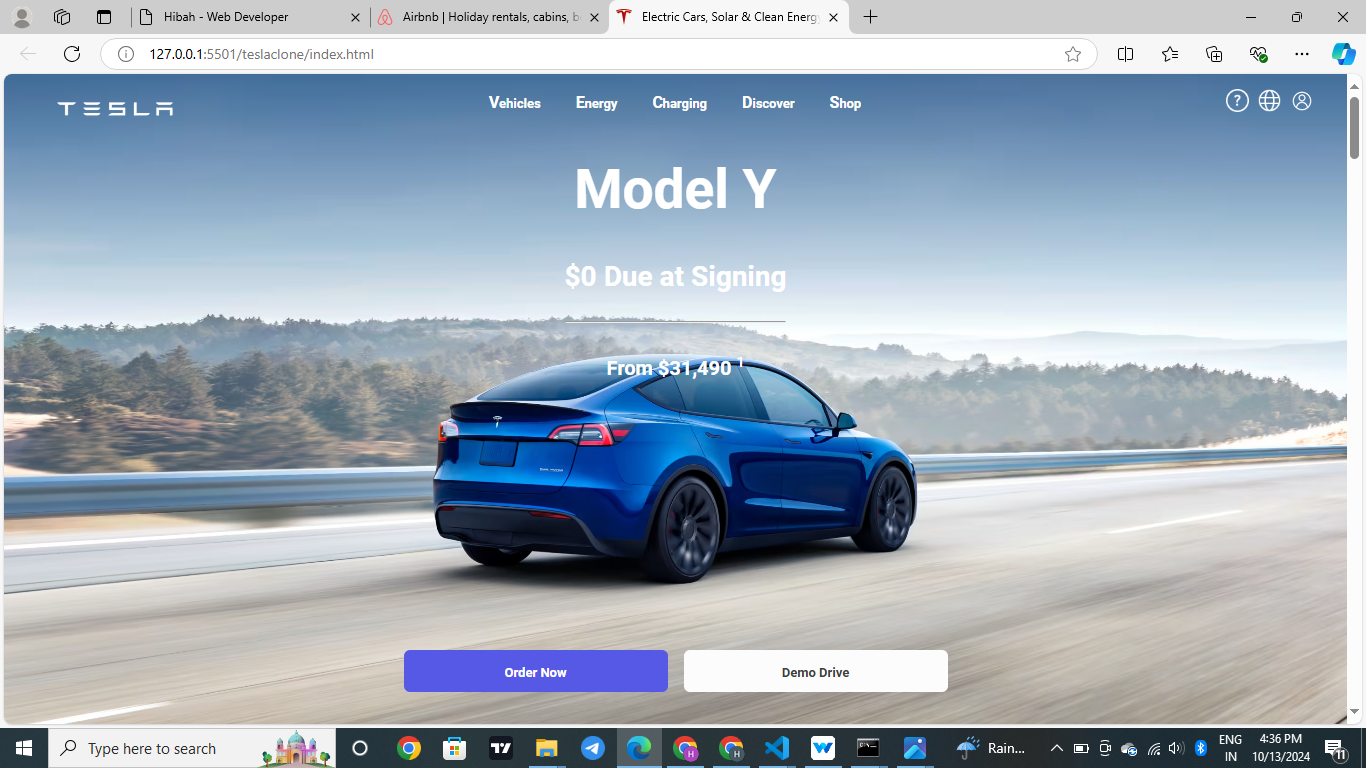 Hibah - Web Developer
Airbnb | Holiday rentals, cabins, b
Electric Cars, Solar & Clean Energy
127.0.0.1:5501/teslaclone/index.html
TESLA
Vehicles
Energy
Charging
Discover
Shop
?
Model Y
$0 Due at Signing
From $31,490 1
Order Now
Demo Drive
Type here to search
Rain...
ENG
IN
4:36 PM
10/13/2024
11